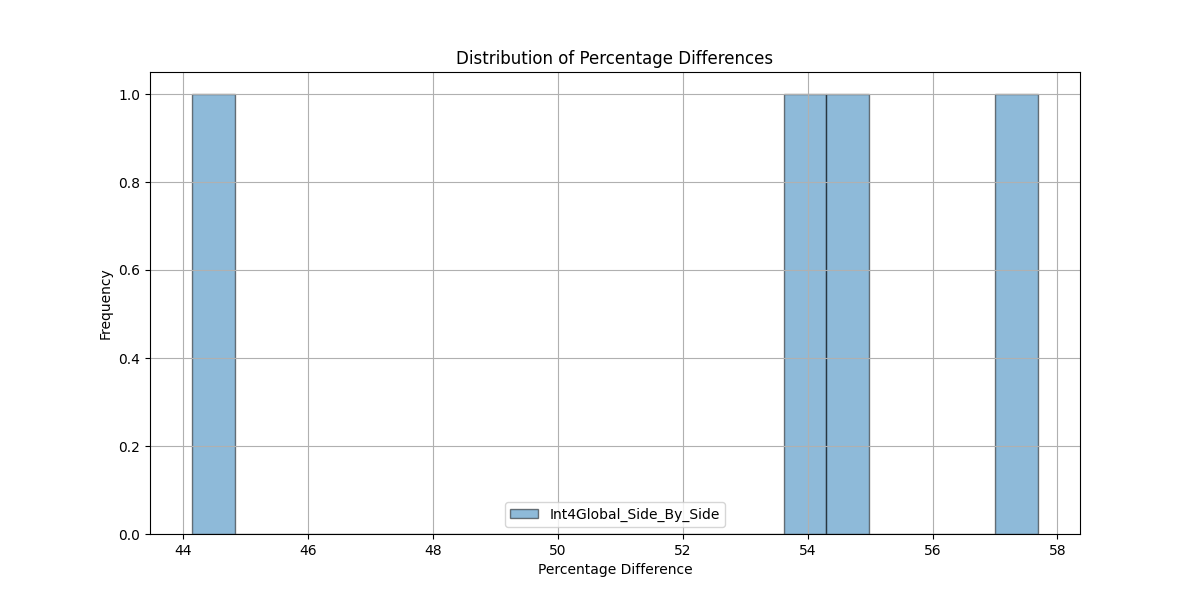 Distribution of Percentage Differences
1.0
0.8
0.6
0.4
0.2
0.0
Frequency
Int4Global_Side_By_Side
44 46 48 50 52 54 56 58
Percentage Difference